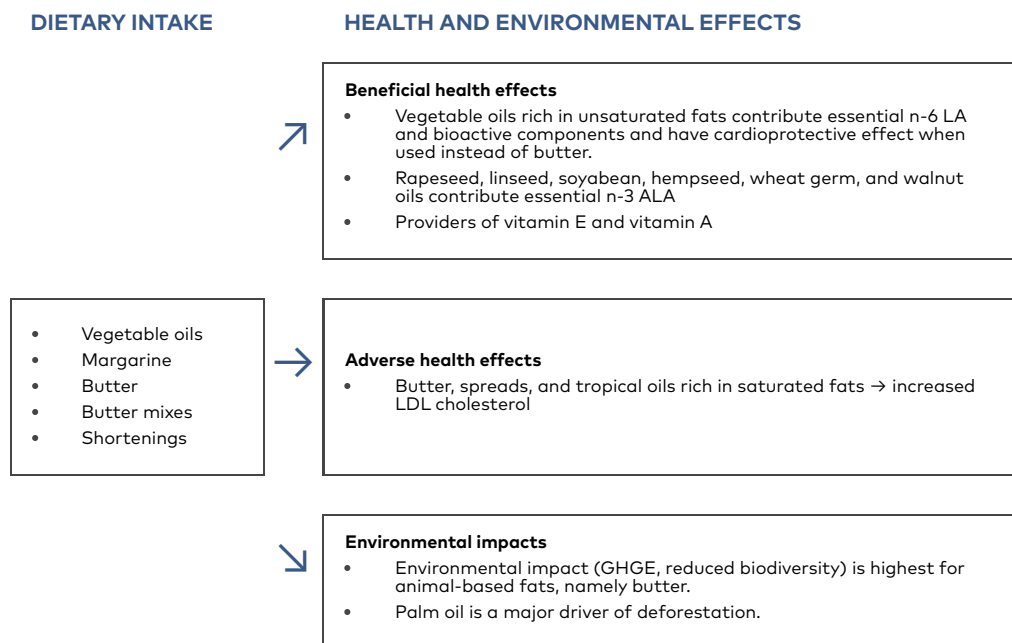 DIETARY INTAKE
HEALTH AND ENVIRONMENTAL EFFECTS
Beneficial health effects
• Vegetable oils rich in unsaturated fats contribute essential n-6 LA
and bioactive components and have cardioprotective effect when
used instead of butter.
• Rapeseed, linseed, soyabean, hempseed, wheat germ, and walnut
oils contribute essential n-3 ALA
• Providers of vitamin E and vitamin A
• Vegetable oils
• Margarine
• Butter
• Butter mixes
• Shortenings
Adverse health effects
• Butter, spreads, and tropical oils rich in saturated fats → increased
LDL cholesterol
Environmental impacts
• Environmental impact (GHGE, reduced biodiversity) is highest for
animal-based fats, namely butter.
• Palm oil is a major driver of deforestation.